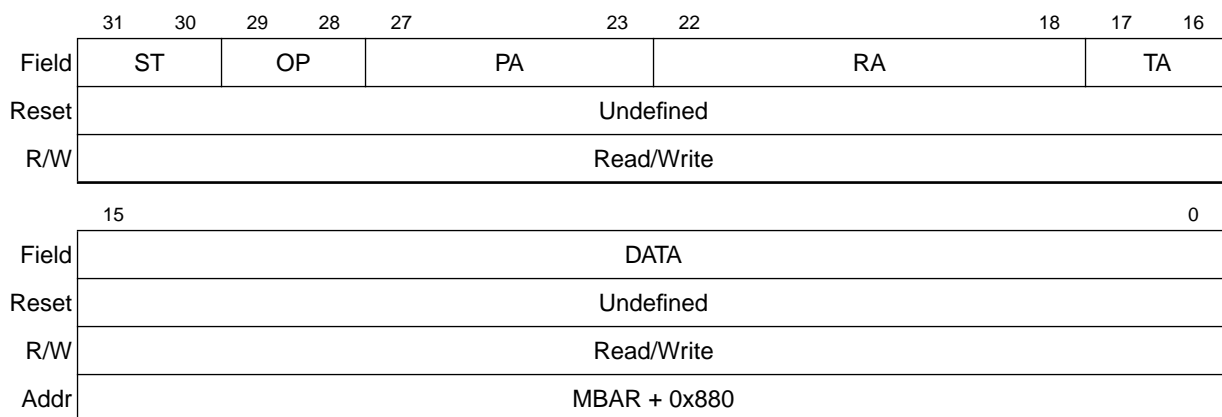 31 30 29 28 27 23 22 18 17 16
Field ST OP PA RA TA
Reset Undefined
R/W Read/Write
15 0
Field DATA
Reset Undefined
R/W Read/Write
Addr MBAR + 0x880